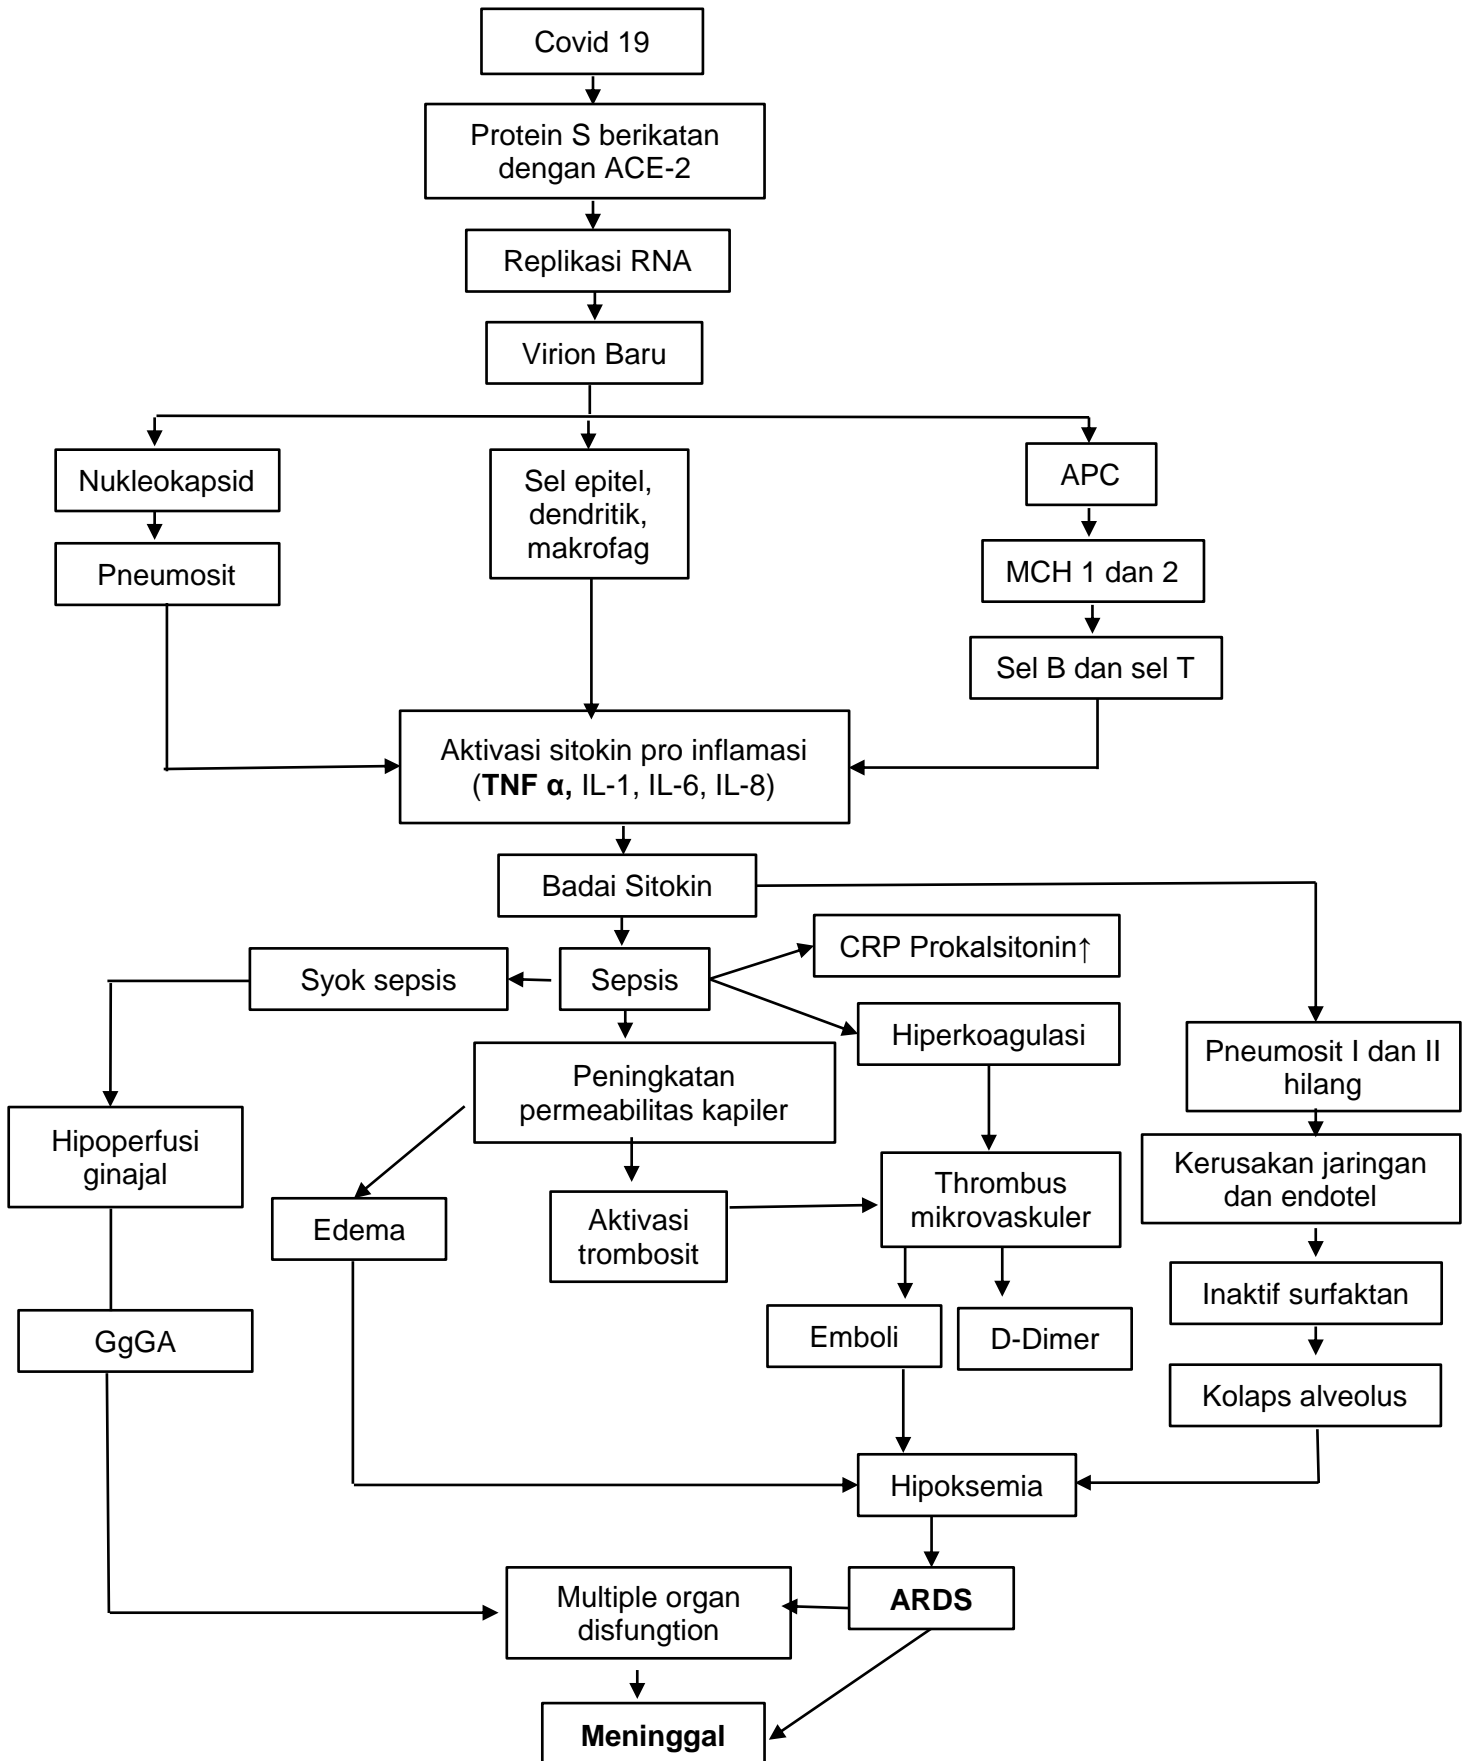 Covid 19
Protein S berikatan
dengan ACE-2
Replikasi RNA
Virion Baru
Nukleokapsid
Sel epitel,
dendritik,
makrofag
APC
Pneumosit
MCH 1 dan 2
Sel B dan sel T
Aktivasi sitokin pro inflamasi
(TNF α, IL-1, IL-6, IL-8)
Badai Sitokin
CRP Prokalsitonin↑
Syok sepsis
Sepsis
Hiperkoagulasi
Pneumosit I dan II
hilang
Peningkatan
permeabilitas kapiler
Hipoperfusi
ginajal
Kerusakan jaringan
dan endotel
Thrombus
mikrovaskuler
Edema
Aktivasi
trombosit
Inaktif surfaktan
GgGA
Emboli
D-Dimer
Kolaps alveolus
Hipoksemia
Multiple organ
disfungtion
ARDS
Meninggal